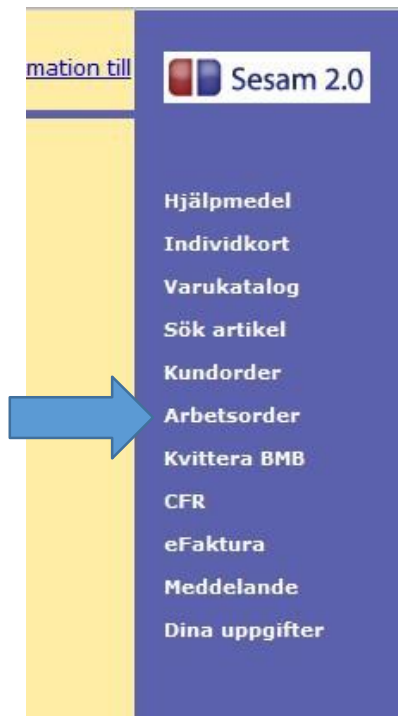 mation till
Sesam 2.0
Hjälpmedel
Individkort
Varukatalog
Sök artikel
Kundorder
Arbetsorder
Kvittera BMB
CFR
eFaktura
Meddelande
Dina uppgifter